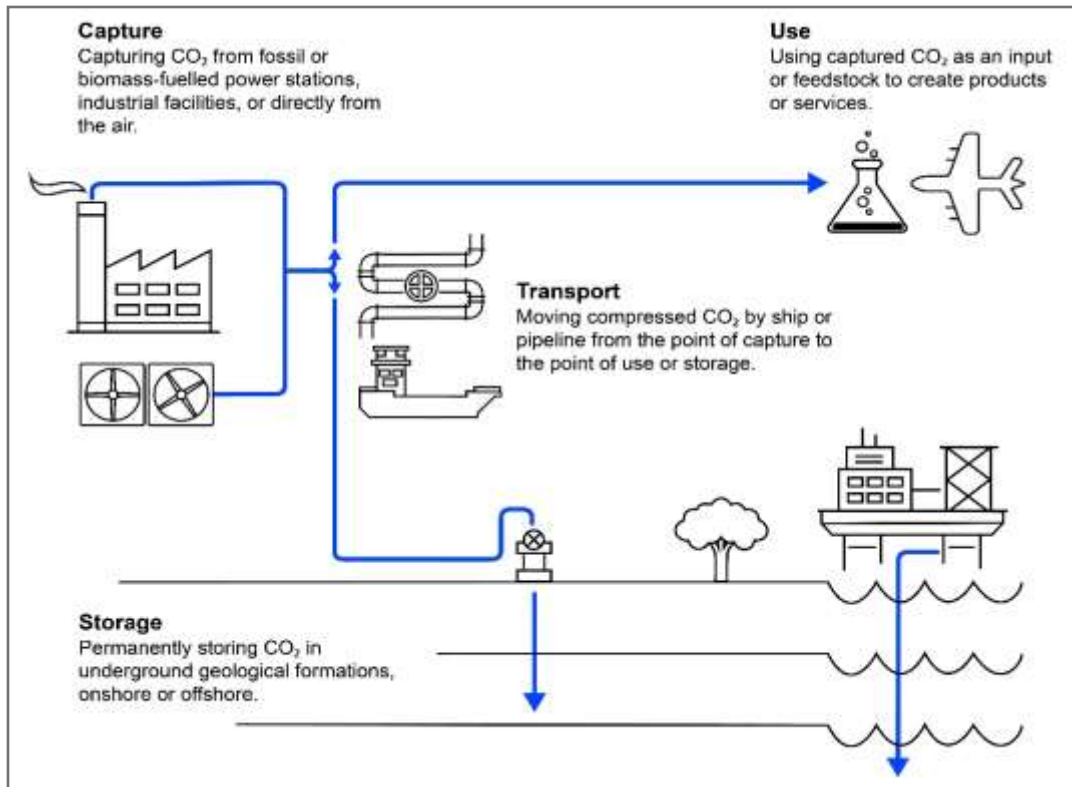 Capture
Capturing CO₂ from fossil or
biomass-fuelled power stations,
industrial facilities, or directly from
the air.
Use
Using captured CO₂ as an input
or feedstock to create products
or services.
Transport
Moving compressed CO₂ by ship or
pipeline from the point of capture to
the point of use or storage.
Storage
Permanently storing CO₂ in
underground geological formations,
onshore or offshore.